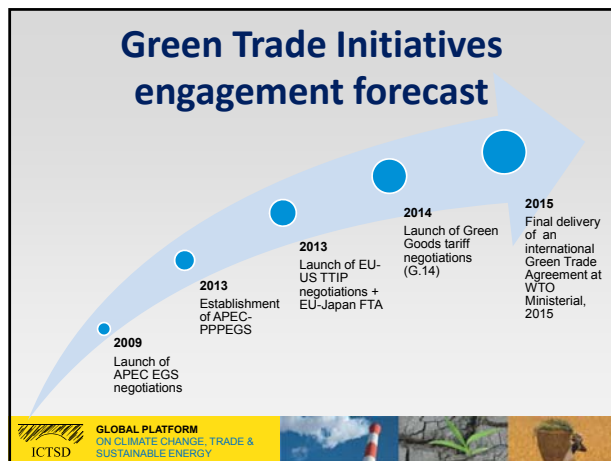 Green Trade Initiatives
engagement forecast
2009
Launch of
APEC EGS
negotiations
2013
Establishment
of APEC-
PPPEGS
2013
Launch of EU-
US TTIP
negotiations +
EU-Japan FTA
2014
Launch of Green
Goods tariff
negotiations
(G.14)
2015
Final delivery
of an
international
Green Trade
Agreement at
WTO
Ministerial,
2015
ICTSD
GLOBAL PLATFORM
ON CLIMATE CHANGE, TRADE &
SUSTAINABLE ENERGY